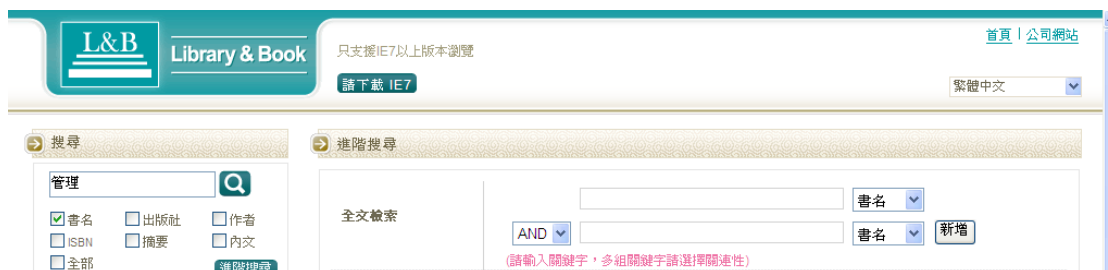 L&B
Library & Book
只支援IE7以上版本瀏覽
請下載 IE7
首頁 | 公司網站
繁體中文
搜尋
管理
書名 出版社 作者
ISBN 摘要 內文
全部 進階搜尋
進階搜尋
全文檢索
書名
AND 書名 新增
(請輸入關鍵字，多組關鍵字請選擇關連性)